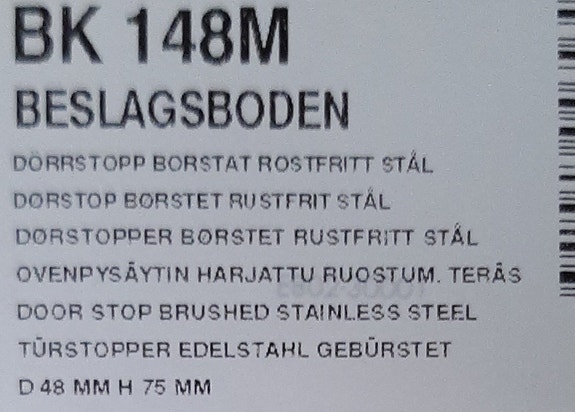 BK 148M
BESLAGSBODEN
DÖRRSTOPP BORSTAT ROSTFRITT STÅL
DØRSTOP BØRSTET RUSTFRIT STÅL
DØRSTOPPER BØRSTET RUSTFRITT STÅL
OVENPYSÄYTIN HARJATTU RUOSTUM. TERÄS
DOOR STOP BRUSHED STAINLESS STEEL
TÜRSTOPPER EDELSTAHL GEBÜRSTET
D 48 MM H 75 MM